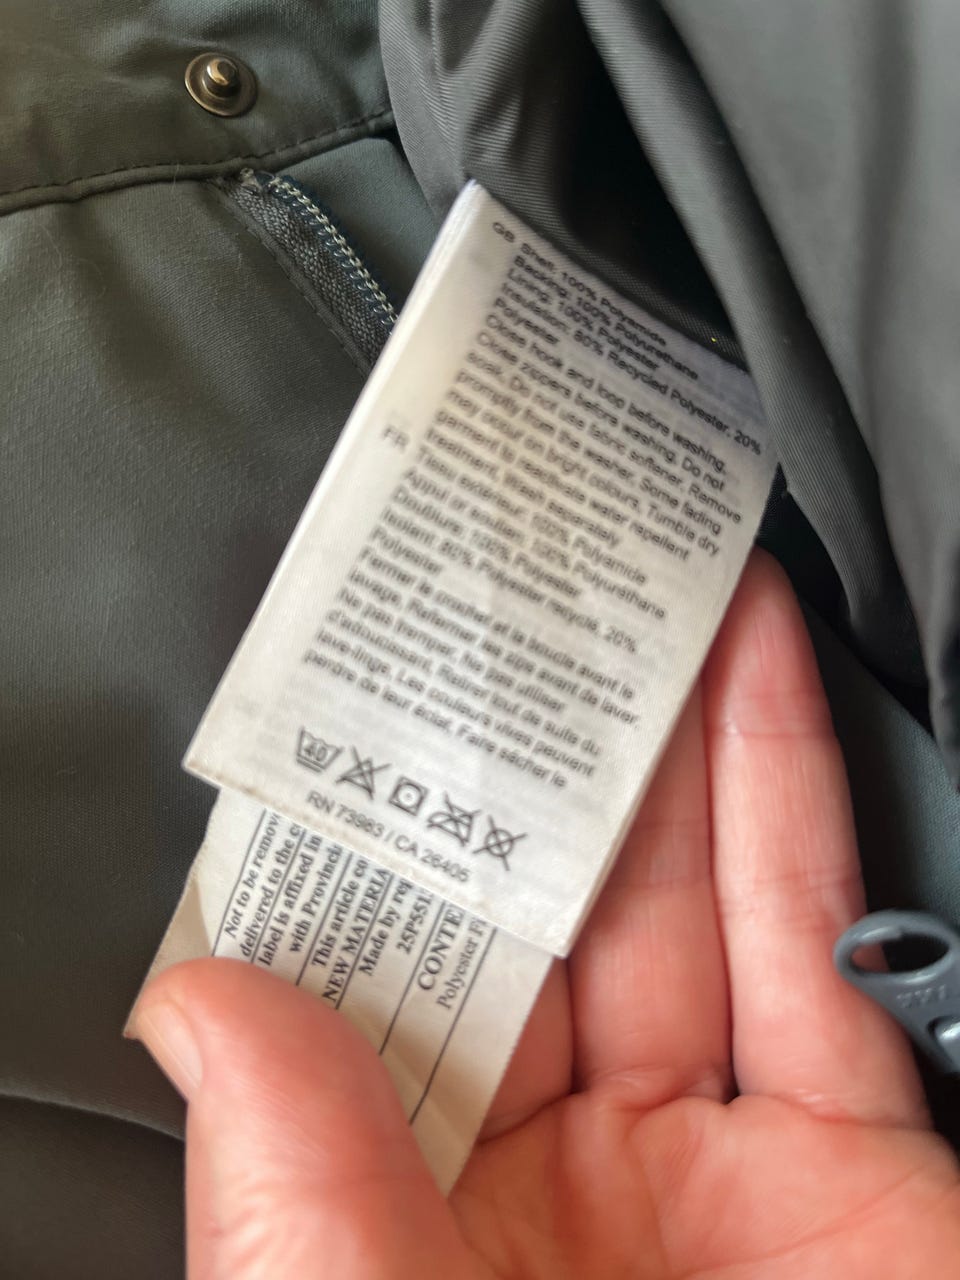 GB Shell: 100% Polyamide
Backing: 100% Polyurethane
Lining: 100% Polyester
Insulation: 80% Recycled Polyester, 20%
Polyester
Close hook and loop before washing.
Close zippers before washing. Do not
soak. Do not use fabric softener. Remove
promptly from the washer. Some fading
may occur on bright colours. Tumble dry
garment to reactivate water repellent
treatment. Wash separately.
FR Tissu extérieur: 100% Polyamide
Appui or soutien: 100% Polyuréthane
Doublure: 100% Polyester
Isolant: 80% Polyester recyclé, 20%
Polyester
Fermer le crochet et la boucle avant le
lavage. Refermer les zips avant de laver.
Ne pas tremper. Ne pas utiliser
d'adoucissant. Retirer tout de suite du
lave-linge. Les couleurs vives peuvent
perdre de leur éclat. Faire sécher le
40
RN 73983 / CA 26405
Not to be remov
delivered to the c
label is affixed in
with Provinci
This article co
NEW MATERIA
Made by rep
25P551
CONTE
Polyester F
YKK